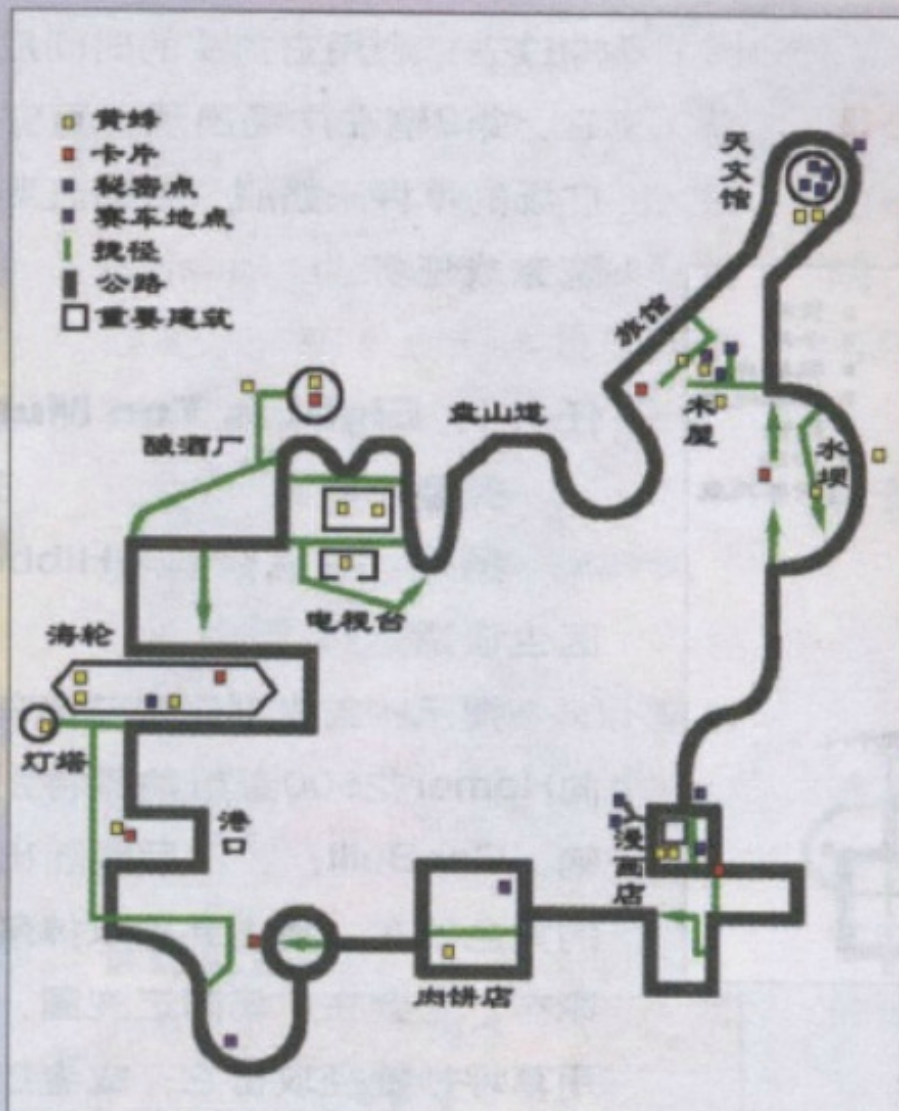 黄蜂
卡片
秘密点
赛车地点
捷径
公路
重要建筑
天文馆
旅馆
木屋
水坝
盘山道
酿酒厂
电视台
海轮
灯塔
港口
漫画店
肉饼店